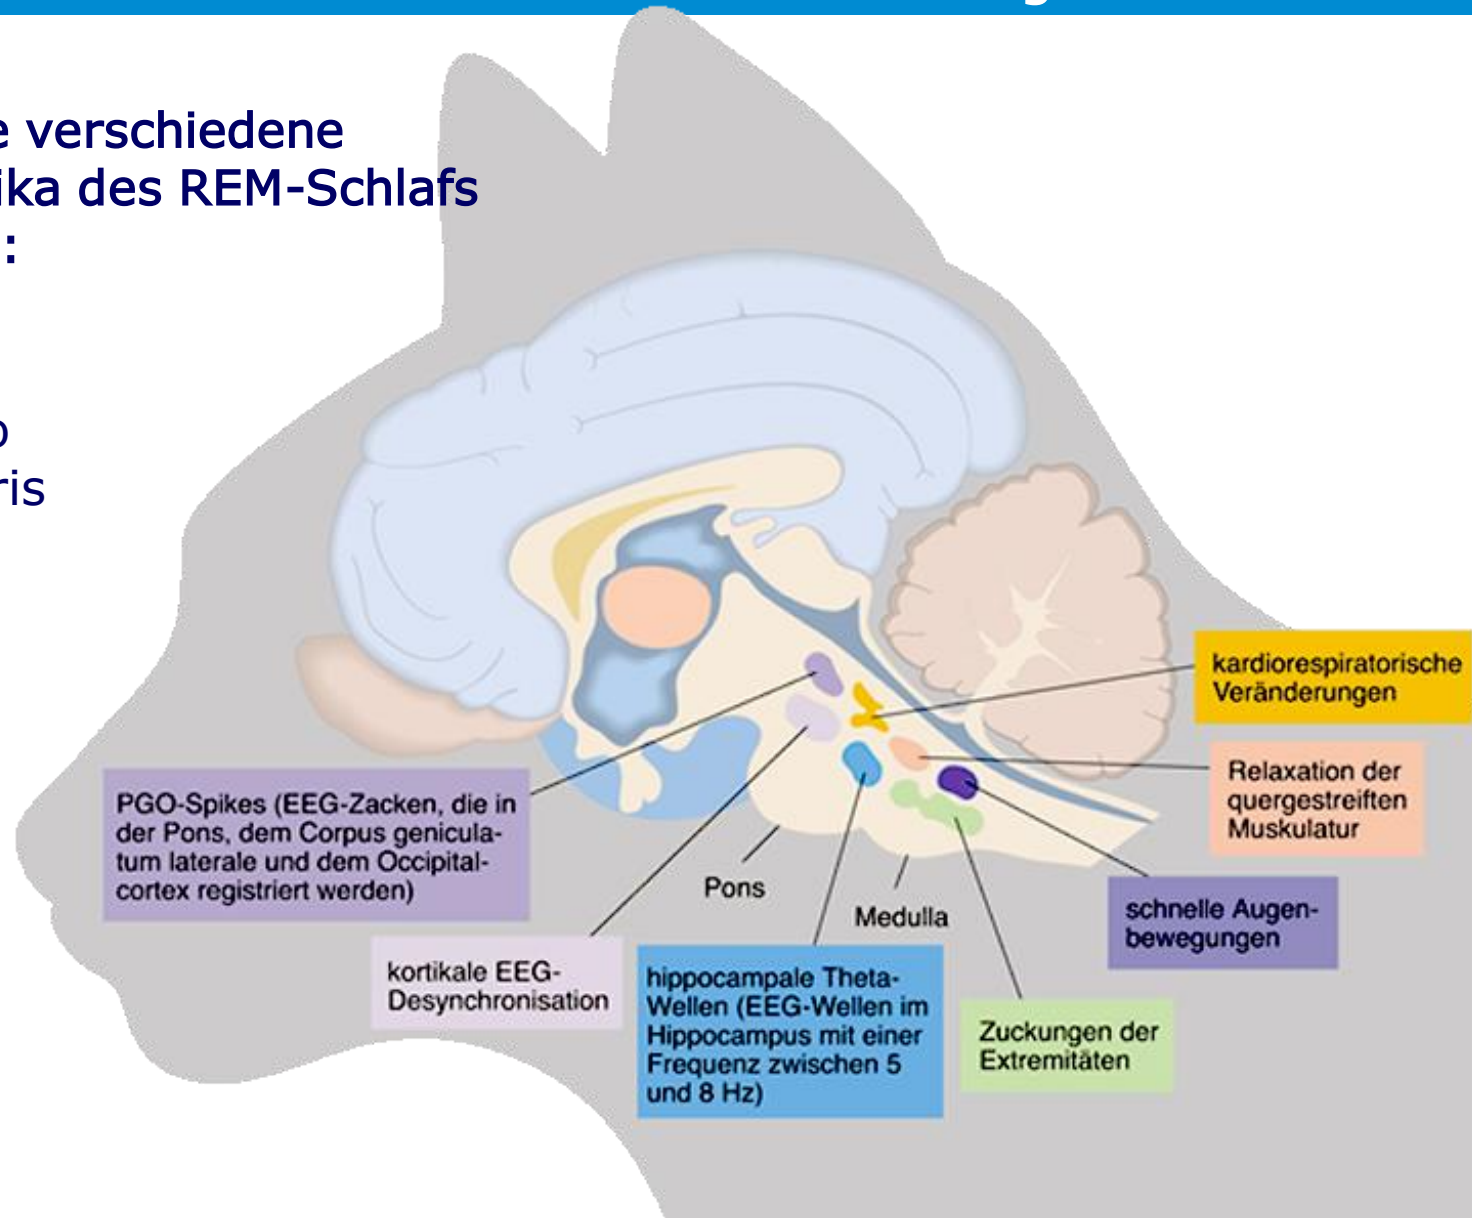 e verschiedene
ika des REM-Schlafs
:
ris
kardiorespiratorische
Veränderungen
Relaxation der
quergestreiften
Muskulatur
PGO-Spikes (EEG-Zacken, die in
der Pons, dem Corpus genicula-
tum laterale und dem Occipital-
cortex registriert werden)
Pons
Medulla
schnelle Augen-
bewegungen
kortikale EEG-
Desynchronisation
hippocampale Theta-
Wellen (EEG-Wellen im
Hippocampus mit einer
Frequenz zwischen 5
und 8 Hz)
Zuckungen der
Extremitäten